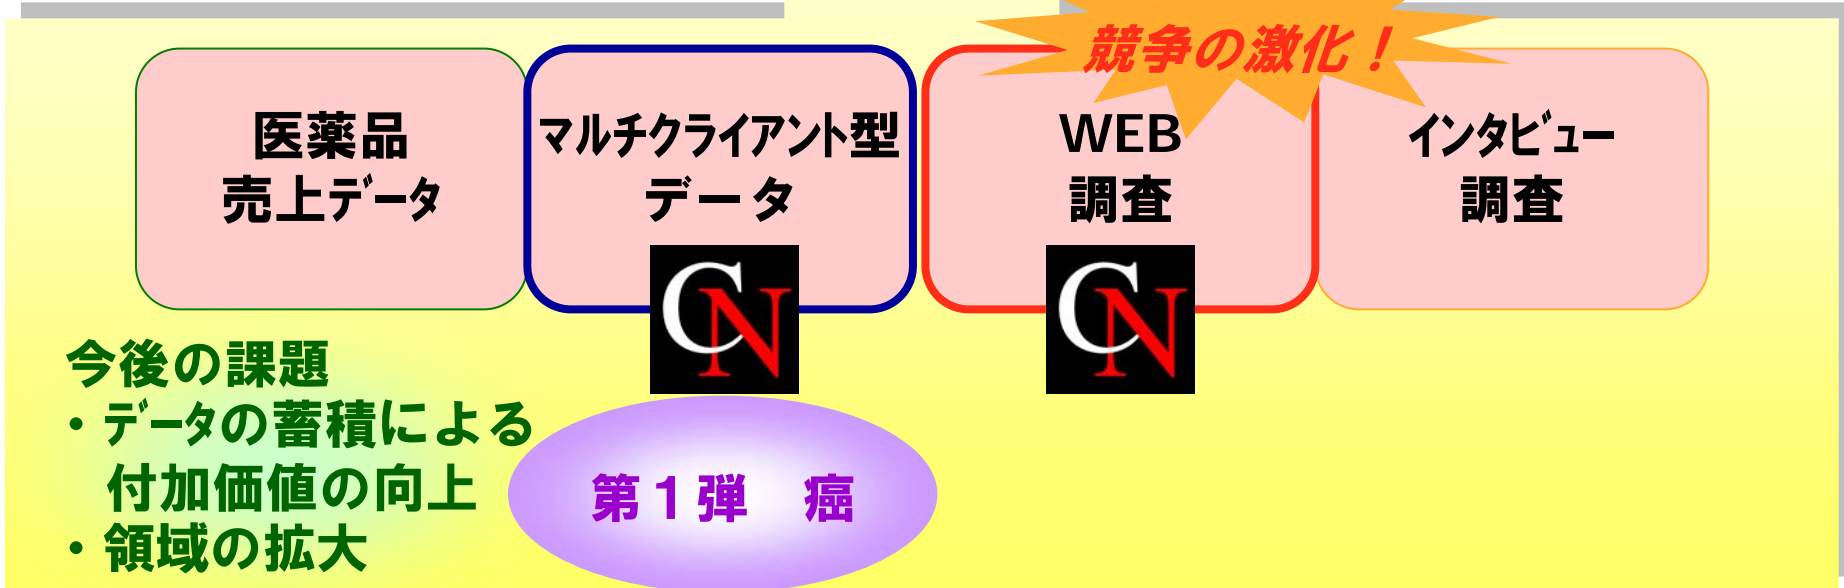 競争の激化！
医薬品
売上ﾃﾞｰﾀ
マルチクライアント型
データ
WEB
調査
インタビュー
調査
CN
CN
今後の課題
・ﾃﾞｰﾀの蓄積による
付加価値の向上
・領域の拡大
第１弾　癌